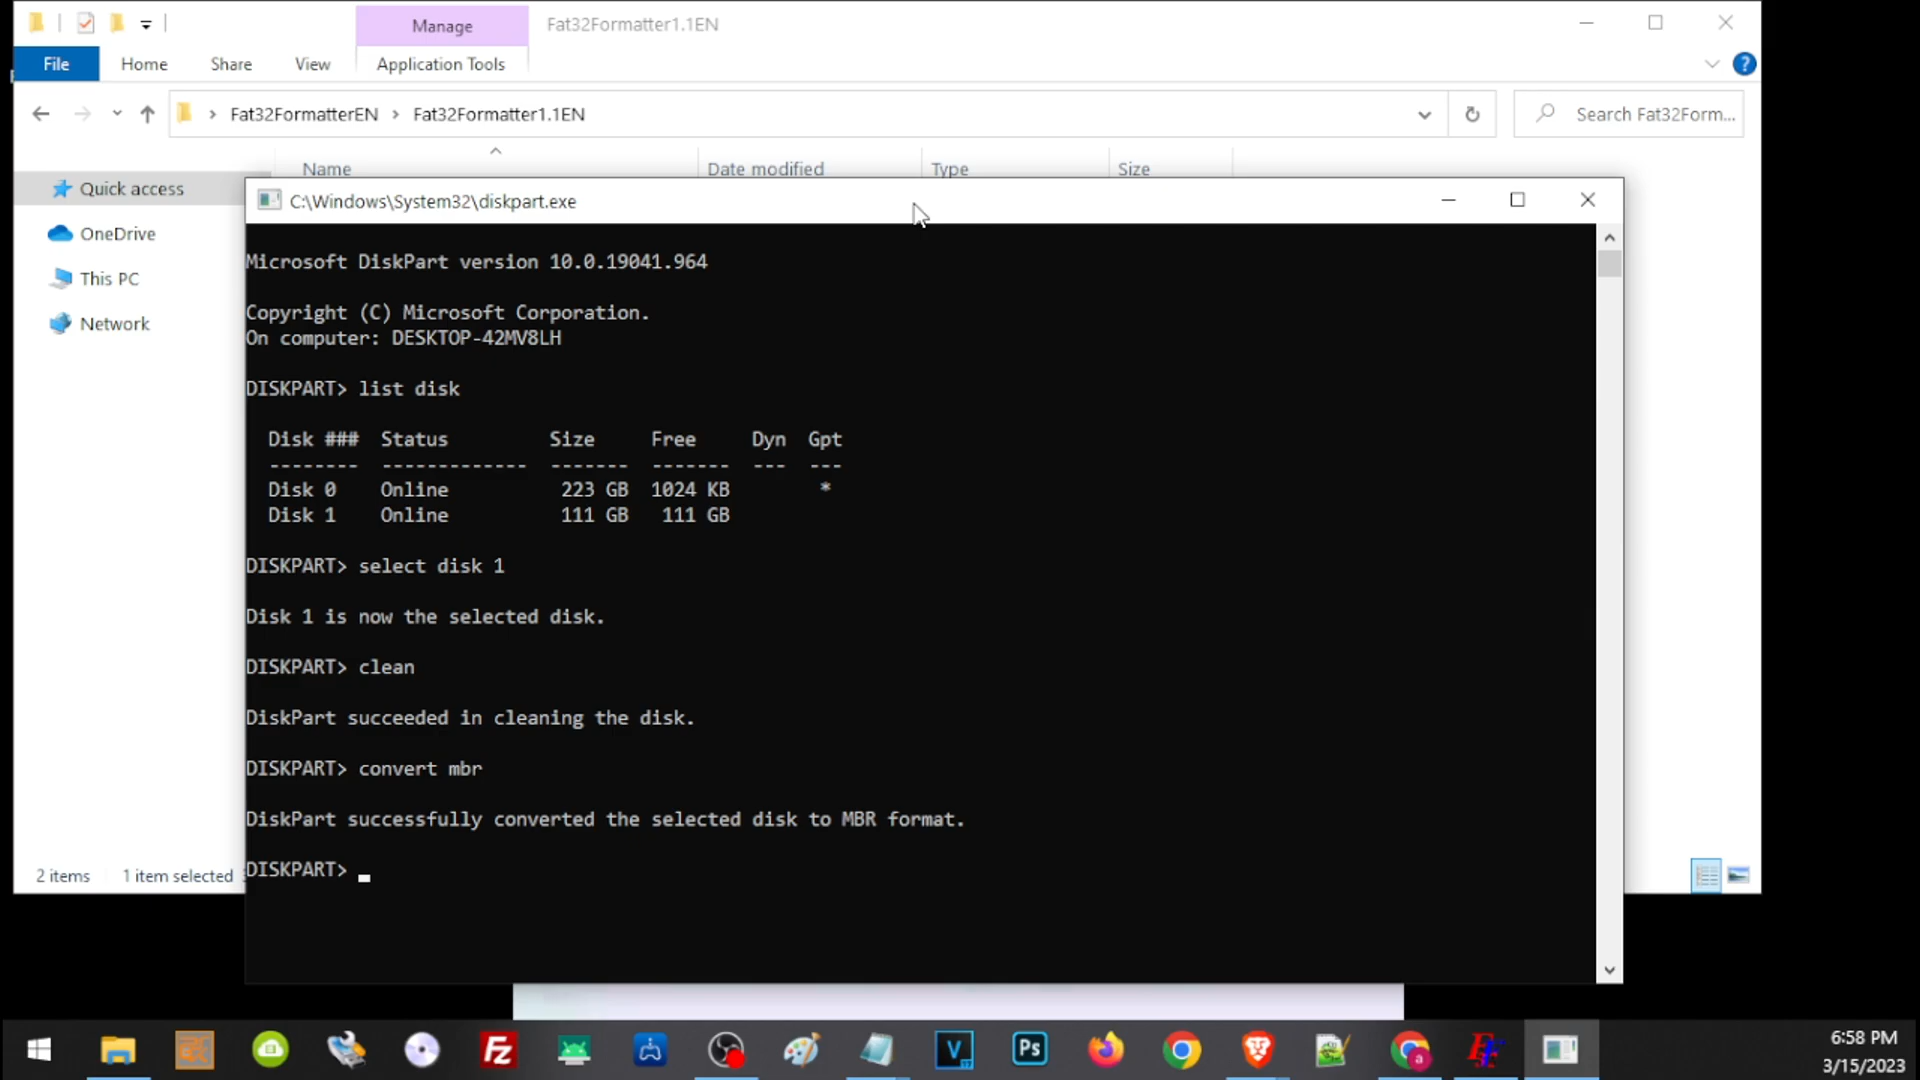 Manage
Fat32Formatter1.1EN
File
Home
Share
View
Application Tools
Fat32FormatterEN > Fat32Formatter1.1EN
Search Fat32Form...
Name
Date modified
Type
Size
Quick access
OneDrive
This PC
Network
C:\Windows\System32\diskpart.exe
Microsoft DiskPart version 10.0.19041.964
Copyright (C) Microsoft Corporation.
On computer: DESKTOP-42MV8LH
DISKPART> list disk
Disk ### Status Size Free Dyn Gpt
-------- ------------- ------- ------- --- ---
Disk 0 Online 223 GB 1024 KB *
Disk 1 Online 111 GB 111 GB
DISKPART> select disk 1
Disk 1 is now the selected disk.
DISKPART> clean
DiskPart succeeded in cleaning the disk.
DISKPART> convert mbr
DiskPart successfully converted the selected disk to MBR format.
DISKPART>
2 items
1 item selected
Fz
V
Ps
6:58 PM
3/15/2023